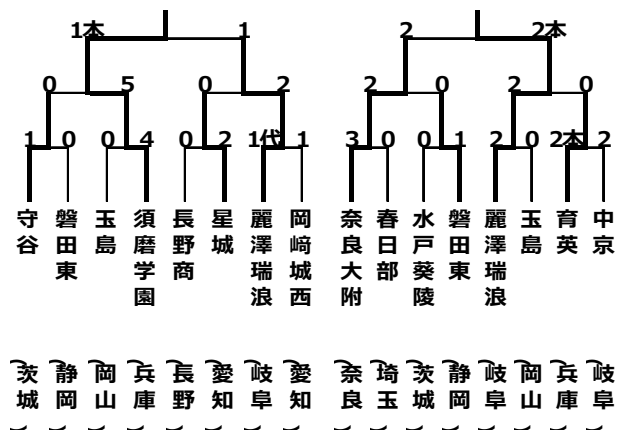 1本 1 2 2本
0 5 0 2 2 0 2 0
1 0 0 4 0 2 1代 1 3 0 0 1 2 0 2本 2
守谷
磐田東
玉島
須磨学園
長野商
星城
麗澤瑞浪
岡﨑城西
奈良大附
春日部
水戸葵陵
磐田東
麗澤瑞浪
玉島
育英
中京
(茨城)
(静岡)
(岡山)
(兵庫)
(長野)
(愛知)
(岐阜)
(愛知)
(奈良)
(埼玉)
(茨城)
(静岡)
(岐阜)
(岡山)
(兵庫)
(岐阜)